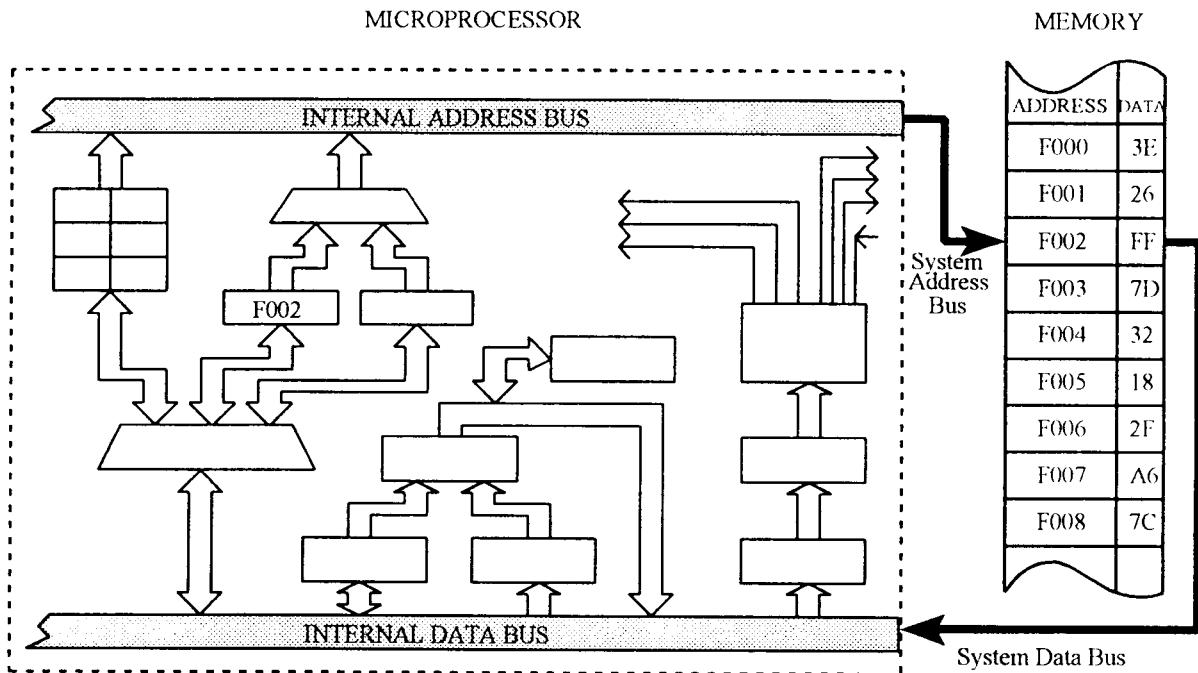 MICROPROCESSOR
MEMORY
INTERNAL ADDRESS BUS
ADDRESS DATA
F000 3E
F001 26
F002 FF
F003 7D
F004 32
F005 18
F006 2F
F007 A6
F008 7C
F002
System
Address
Bus
INTERNAL DATA BUS
System Data Bus